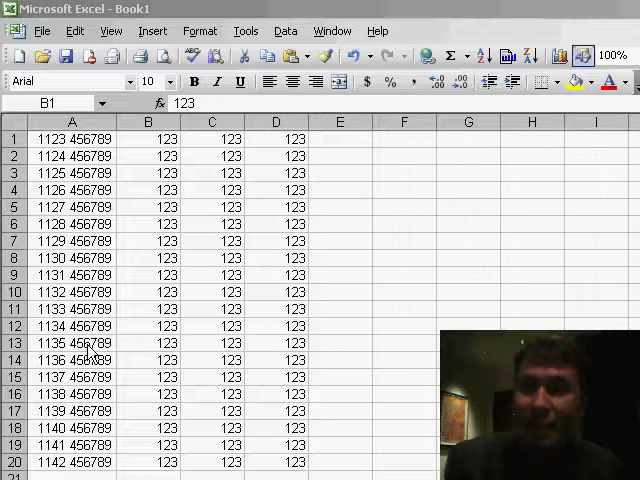 Microsoft Excel - Book1
File Edit View Insert Format Tools Data Window Help
Σ 100%
Arial 10 B I U $ % , A
B1 fx 123
A B C D E F G H I
1 1123 456789 123 123 123
2 1124 456789 123 123 123
3 1125 456789 123 123 123
4 1126 456789 123 123 123
5 1127 456789 123 123 123
6 1128 456789 123 123 123
7 1129 456789 123 123 123
8 1130 456789 123 123 123
9 1131 456789 123 123 123
10 1132 456789 123 123 123
11 1133 456789 123 123 123
12 1134 456789 123 123 123
13 1135 456789 123 123 123
14 1136 456789 123 123 123
15 1137 456789 123 123 123
16 1138 456789 123 123 123
17 1139 456789 123 123 123
18 1140 456789 123 123 123
19 1141 456789 123 123 123
20 1142 456789 123 123 123
21